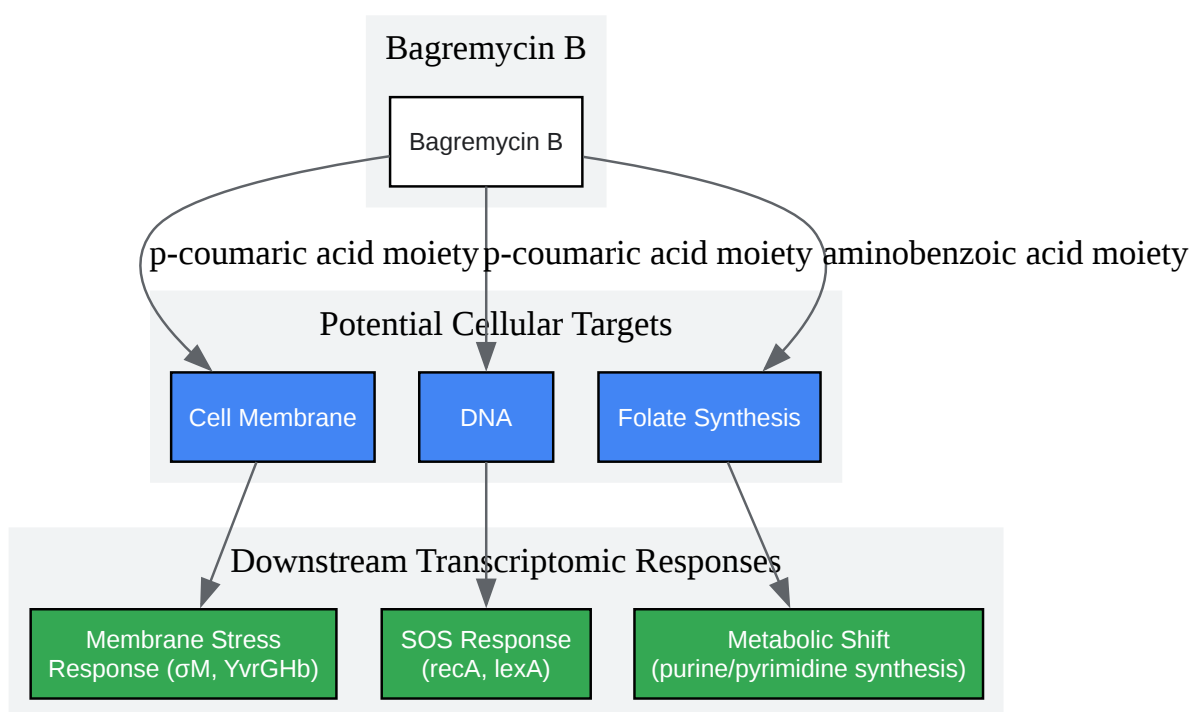 Bagremycin B
Bagremycin B
p-coumaric acid moiety
p-coumaric acid moiety
aminobenzoic acid moiety
Potential Cellular Targets
Cell Membrane
DNA
Folate Synthesis
Downstream Transcriptomic Responses
Membrane Stress
Response (σM, YvrGHb)
SOS Response
(recA, lexA)
Metabolic Shift
(purine/pyrimidine synthesis)